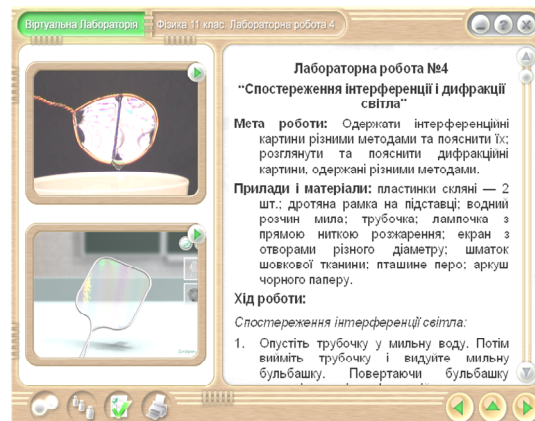 Віртуальна Лабораторія Фізика 11 клас. Лабораторна робота 4
Лабораторна робота №4
"Спостереження інтерференції і дифракції
світла"
Мета роботи: Одержати інтерференційні
картини різними методами та пояснити їх;
розглянути та пояснити дифракційні
картини, одержані різними методами.
Прилади і матеріали: пластинки скляні — 2
шт.; дротяна рамка на підставці; водний
розчин мила; трубочка; лампочка з
прямою ниткою розжарення; екран з
отворами різного діаметру; шматок
шовкової тканини; пташине перо; аркуш
чорного паперу.
Хід роботи:
Спостереження інтерференції світла:
1. Опустіть трубочку у мильну воду. Потім
вийміть трубочку і видуйте мильну
бульбашку. Повертаючи бульбашку